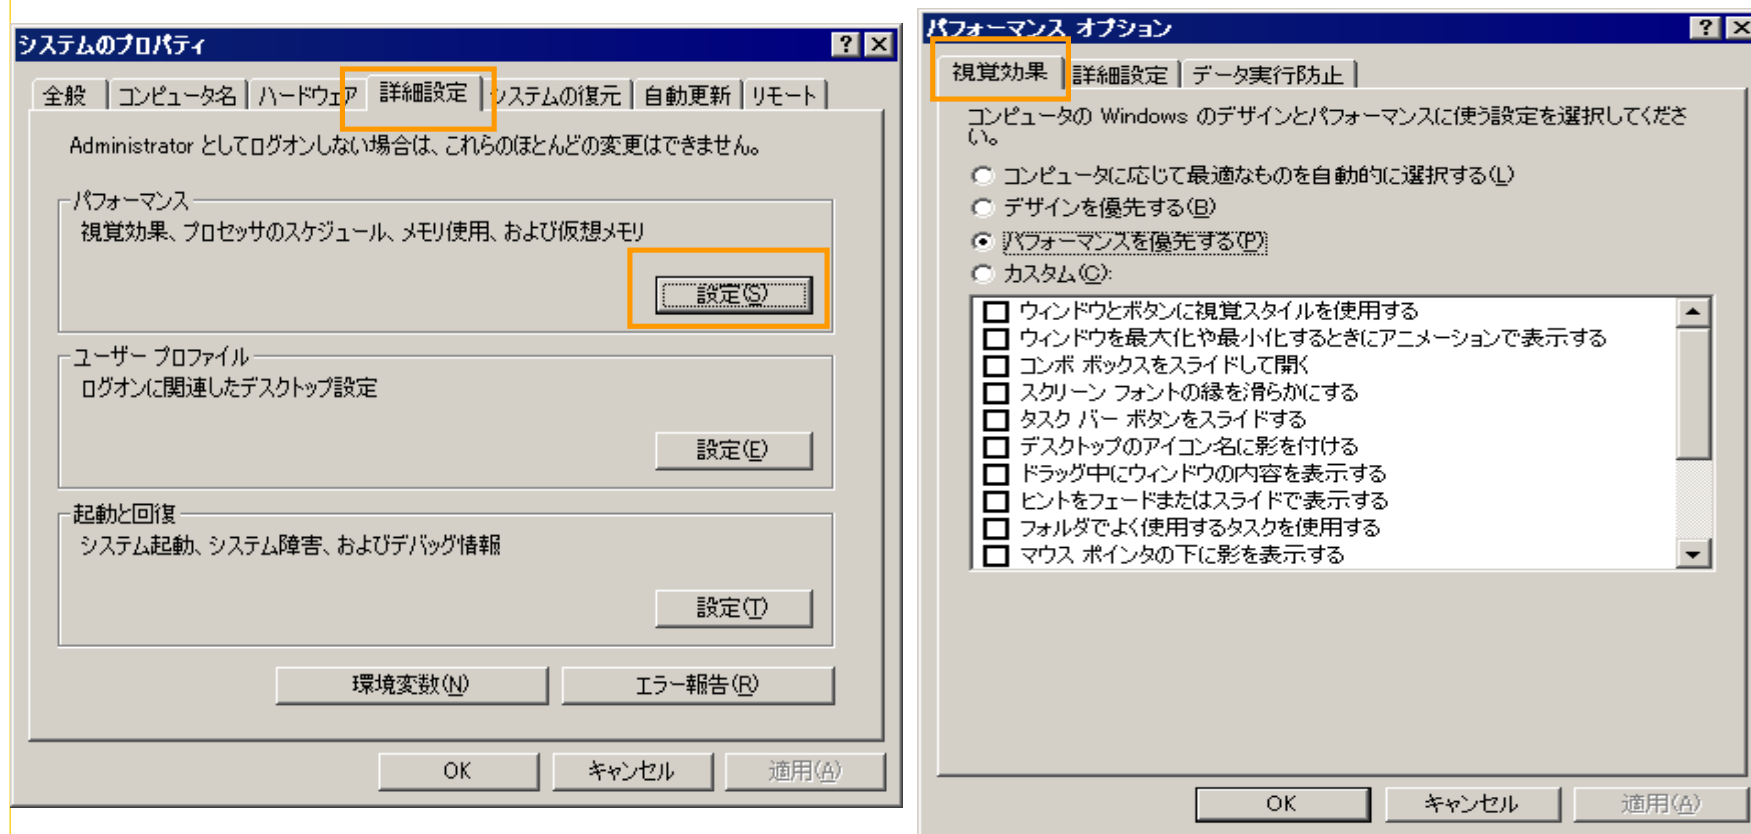 システムのプロパティ
全般
コンピュータ名
ハードウェア
詳細設定
システムの復元
自動更新
リモート
Administrator としてログオンしない場合は、これらのほとんどの変更はできません。
パフォーマンス
視覚効果、プロセッサのスケジュール、メモリ使用、および仮想メモリ
設定(S)
ユーザー プロファイル
ログオンに関連したデスクトップ設定
設定(E)
起動と回復
システム起動、システム障害、およびデバッグ情報
設定(T)
環境変数(N)
エラー報告(R)
OK
キャンセル
適用(A)
パフォーマンス オプション
視覚効果
詳細設定
データ実行防止
コンピュータの Windows のデザインとパフォーマンスに使う設定を選択してくださ
い。
コンピュータに応じて最適なものを自動的に選択する(L)
デザインを優先する(B)
パフォーマンスを優先する(P)
カスタム(C):
ウィンドウとボタンに視覚スタイルを使用する
ウィンドウを最大化や最小化するときにアニメーションで表示する
コンボ ボックスをスライドして開く
スクリーン フォントの縁を滑らかにする
タスク バー ボタンをスライドする
デスクトップのアイコン名に影を付ける
ドラッグ中にウィンドウの内容を表示する
ヒントをフェードまたはスライドで表示する
フォルダでよく使用するタスクを使用する
マウス ポインタの下に影を表示する
OK
キャンセル
適用(A)